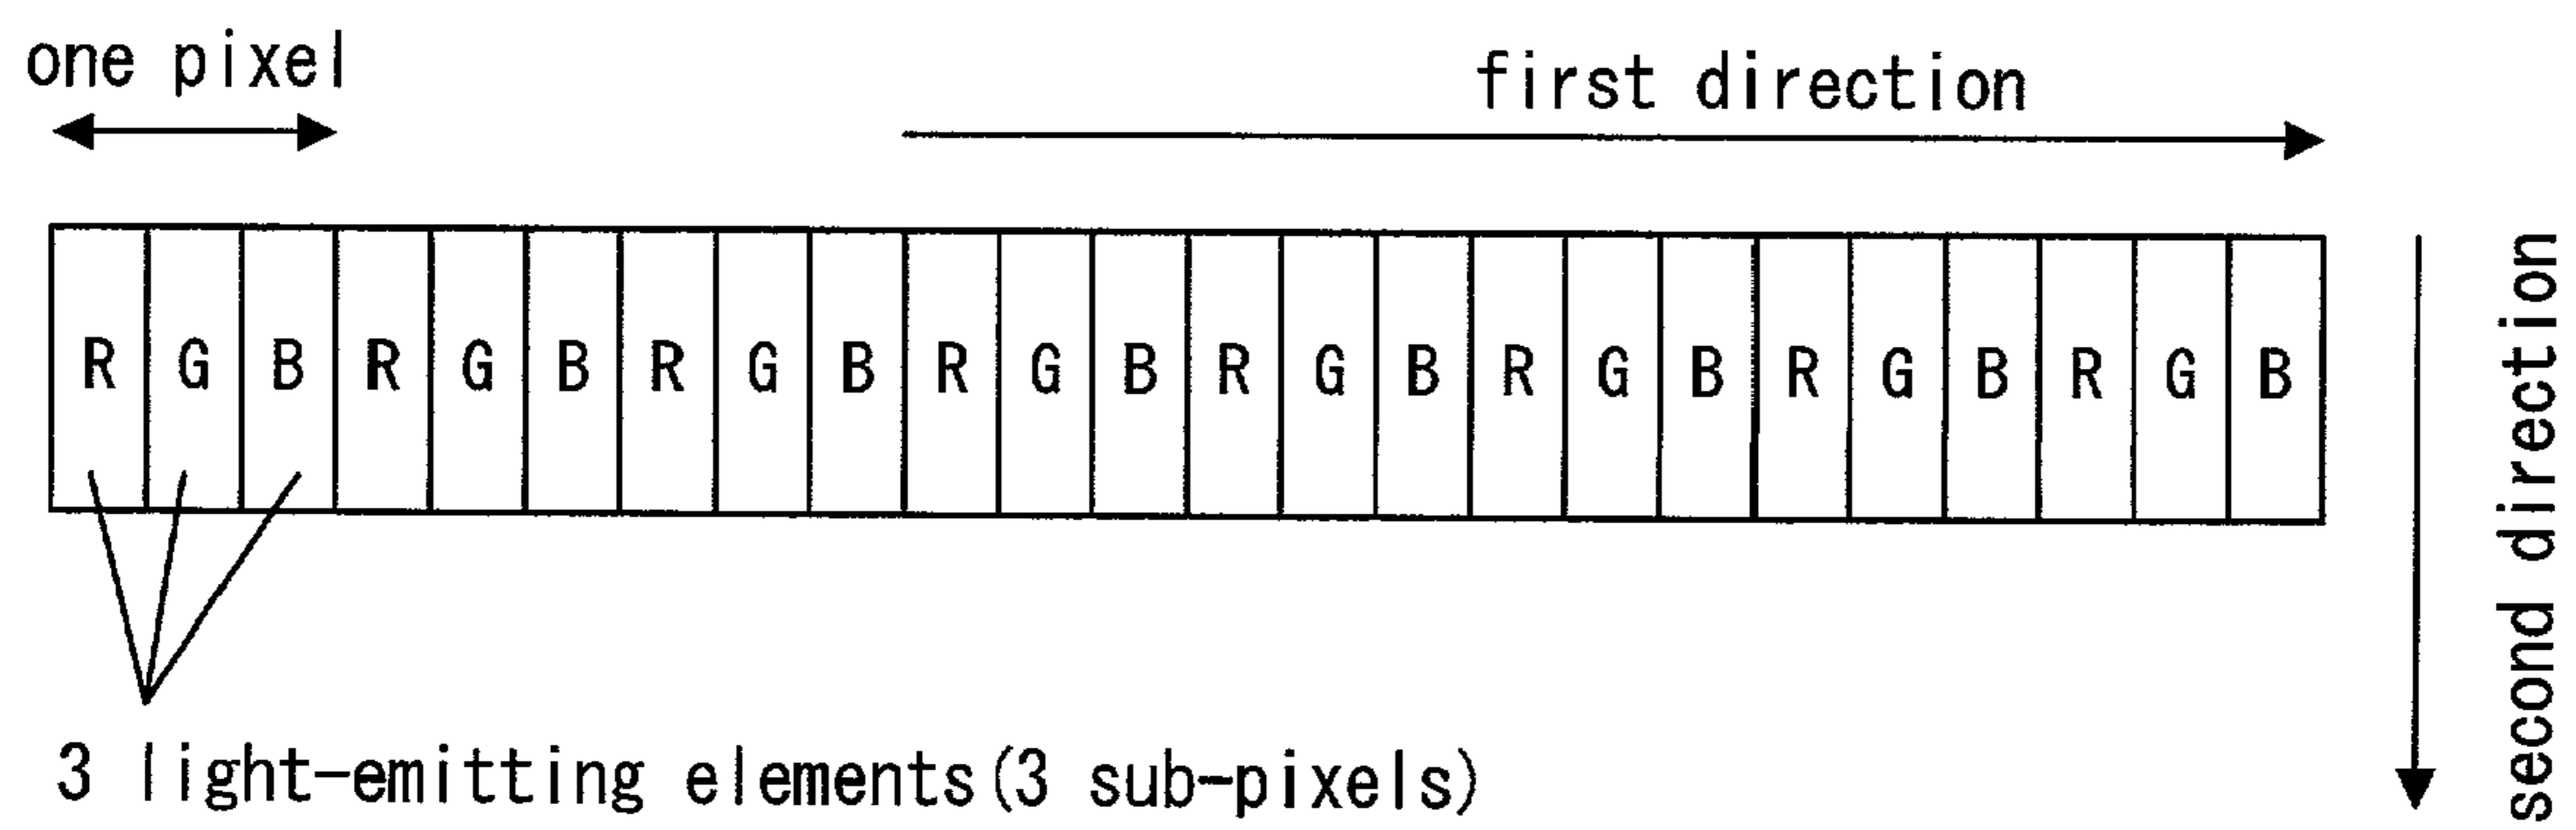 one pixel
first direction
R G B R G B R G B R G B R G B R G B R G B R G B
second direction
3 light-emitting elements(3 sub-pixels)